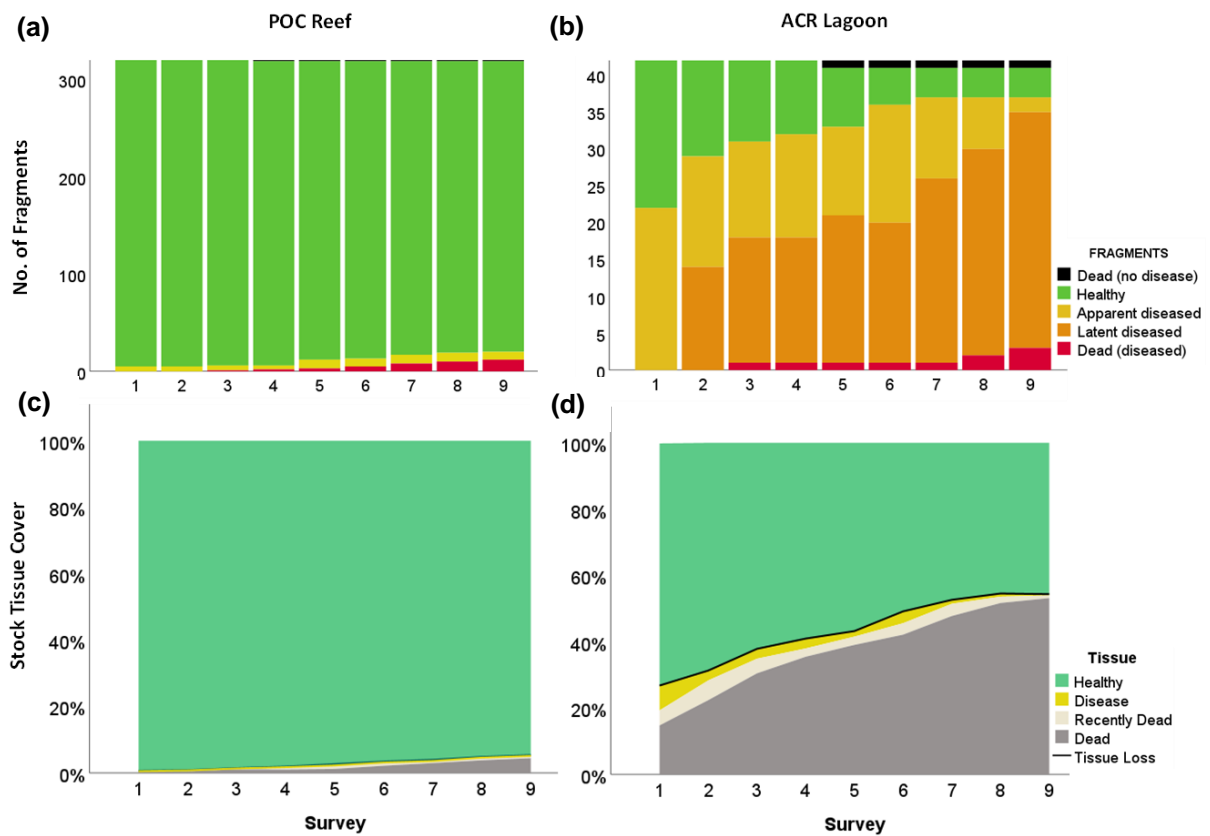 (a)
POC Reef
(b)
ACR Lagoon
No. of Fragments
300
200
100
0
1 2 3 4 5 6 7 8 9
40
35
30
25
20
15
10
5
0
1 2 3 4 5 6 7 8 9
FRAGMENTS
Dead (no disease)
Healthy
Apparent diseased
Latent diseased
Dead (diseased)
(c)
(d)
Stock Tissue Cover
100%
80%
60%
40%
20%
0%
1 2 3 4 5 6 7 8 9
Survey
100%
80%
60%
40%
20%
0%
1 2 3 4 5 6 7 8 9
Survey
Tissue
Healthy
Disease
Recently Dead
Dead
Tissue Loss